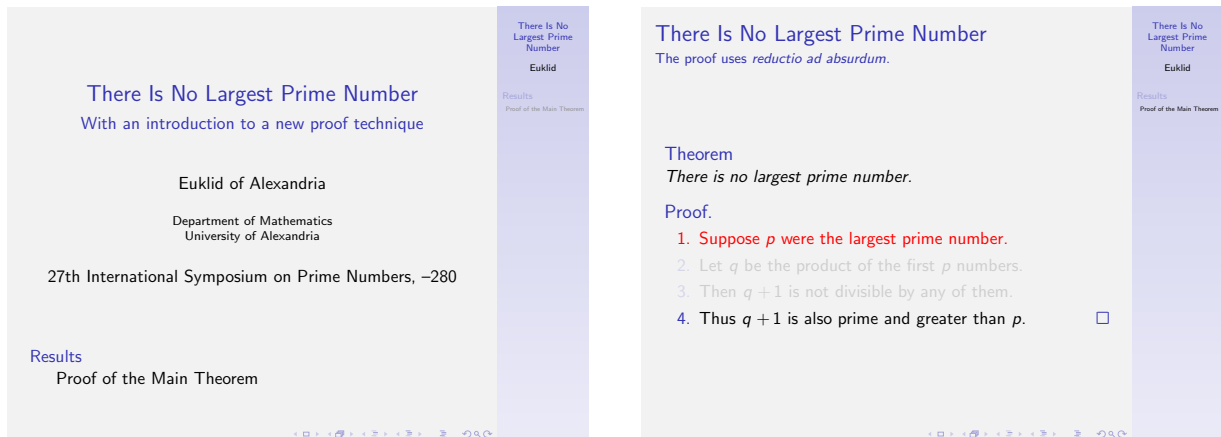 There Is No Largest Prime Number
With an introduction to a new proof technique
Euklid of Alexandria
Department of Mathematics
University of Alexandria
27th International Symposium on Prime Numbers, –280
Results
Proof of the Main Theorem
There Is No
Largest Prime
Number
Euklid
Results
Proof of the Main Theorem
There Is No Largest Prime Number
The proof uses reductio ad absurdum.
Theorem
There is no largest prime number.
Proof.
1. Suppose p were the largest prime number.
2. Let q be the product of the first p numbers.
3. Then q + 1 is not divisible by any of them.
4. Thus q + 1 is also prime and greater than p. □
There Is No
Largest Prime
Number
Euklid
Results
Proof of the Main Theorem